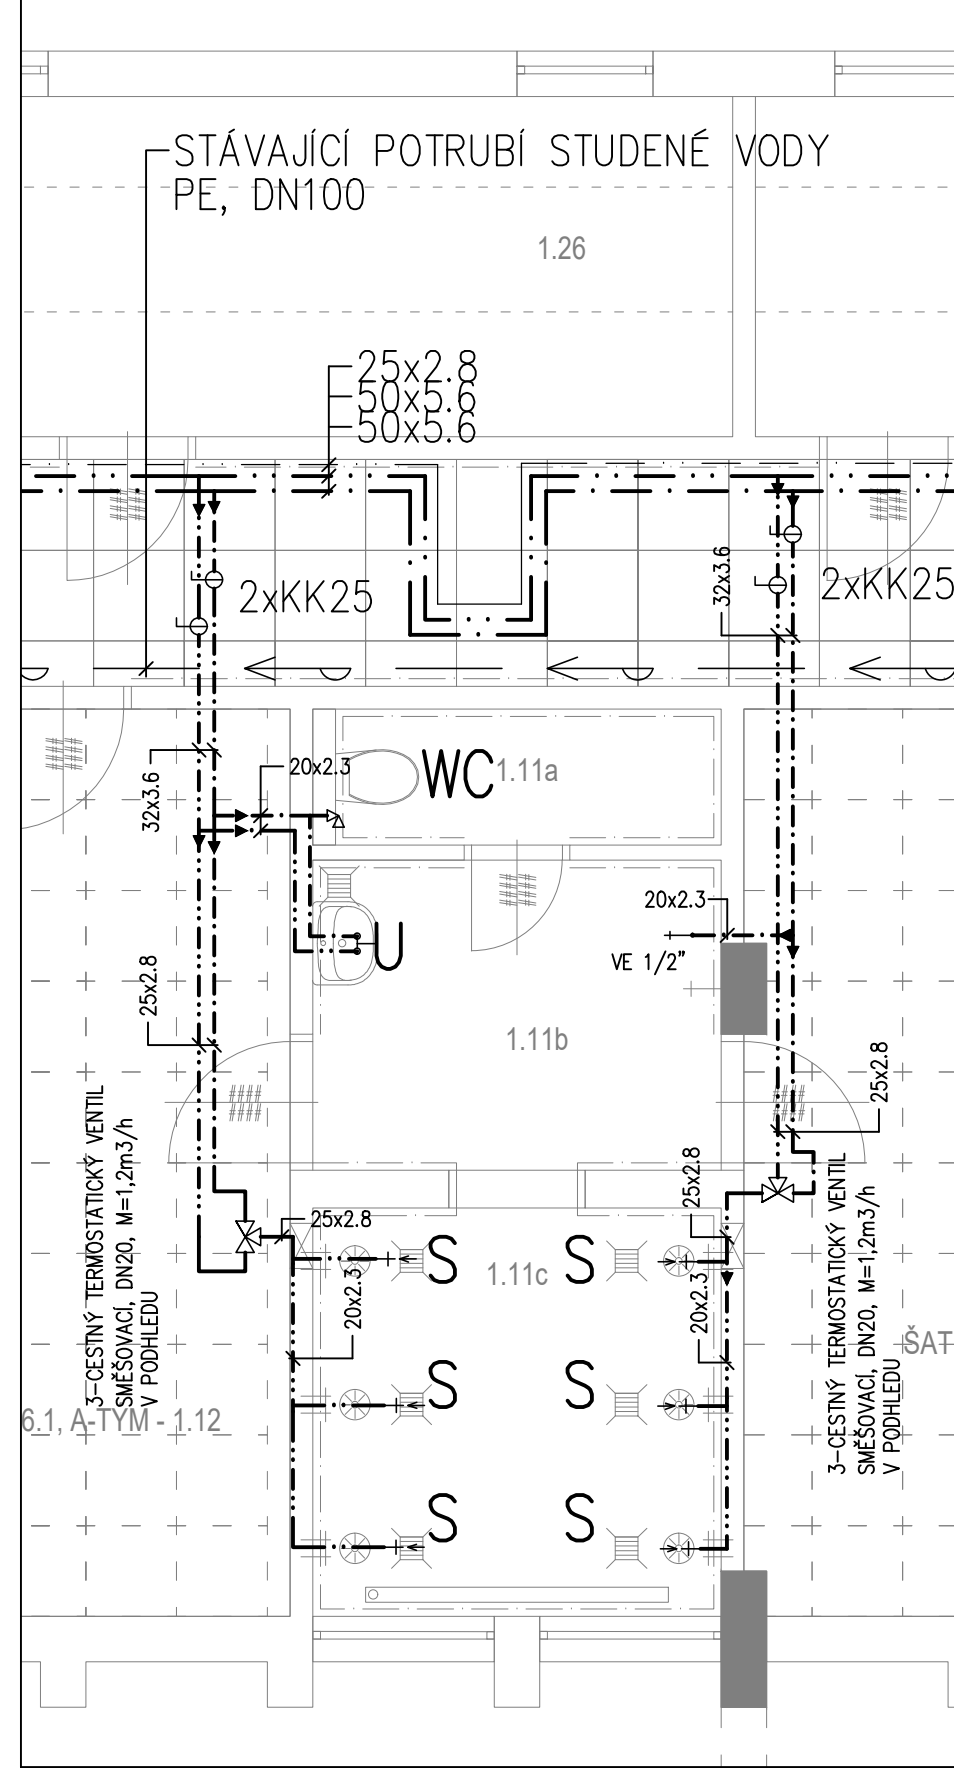 STÁVAJÍCÍ POTRUBÍ STUDENÉ VODY
PE, DN100
1.26
25x2.8
50x5.6
50x5.6
2xKK25
32x3.6
2xKK25
WC
1.11a
20x2.3
32x3.6
20x2.3
U
VE 1/2"
25x2.8
1.11b
25x2.8
3-CESTNÝ TERMOSTATICKÝ VENTIL
SMĚŠOVACÍ, DN20, M=1,2m3/h
V PODHLEDU
25x2.8
25x2.8
3-CESTNÝ TERMOSTATICKÝ VENTIL
SMĚŠOVACÍ, DN20, M=1,2m3/h
V PODHLEDU
S
S
1.11c
20x2.3
20x2.3
ŠAT
S
S
6.1, A-TÝM - 1.12
S
S